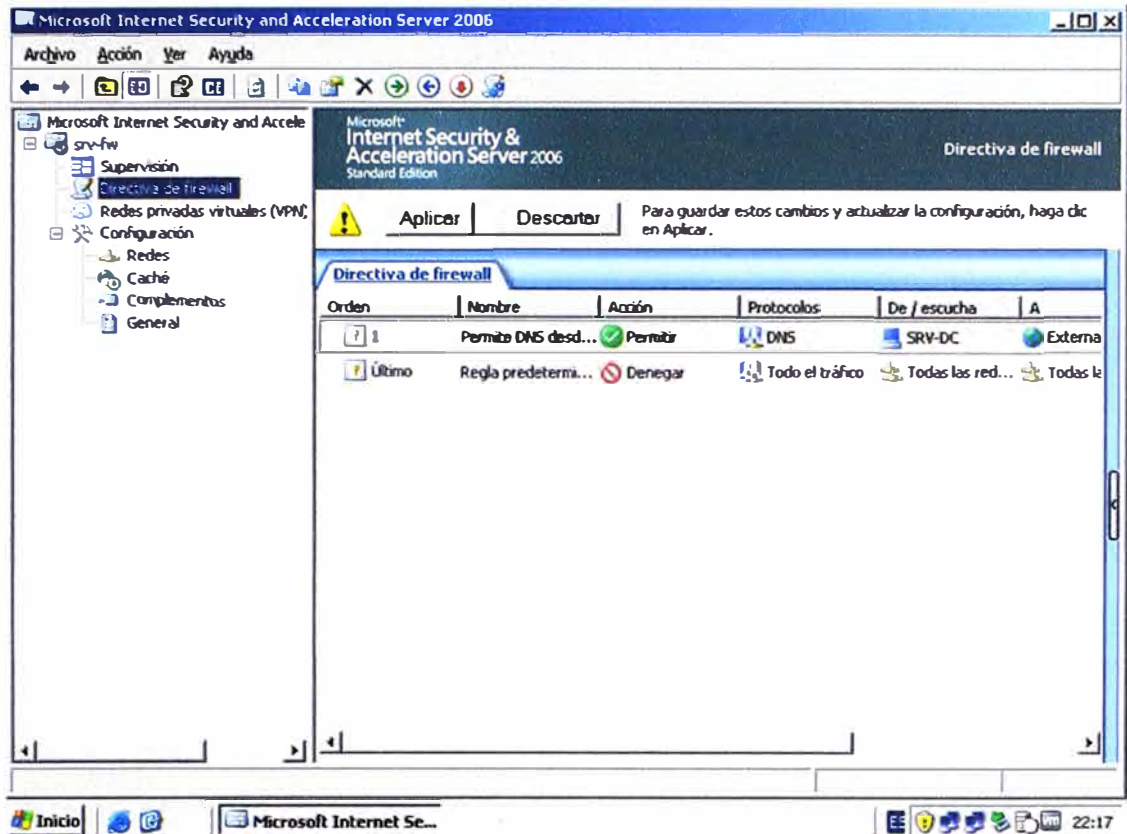 Microsoft Internet Security and Acceleration Server 2006
Archivo Acción Ver Ayuda
Microsoft Internet Security and Accele
srv-fw
Supervisión
Directiva de firewall
Redes privadas virtuales (VPN)
Configuración
Redes
Caché
Complementos
General
Microsoft
Internet Security &
Acceleration Server 2006
Standard Edition
Directiva de firewall
Aplicar Descartar
Para guardar estos cambios y actualizar la configuración, haga clic
en Aplicar.
Directiva de firewall
Orden Nombre Acción Protocolos De / escucha A
1 Permite DNS desd... Permitir DNS SRV-DC Externa
Último Regla predetermi... Denegar Todo el tráfico Todas las red... Todas la
Inicio Microsoft Internet Se... 22:17